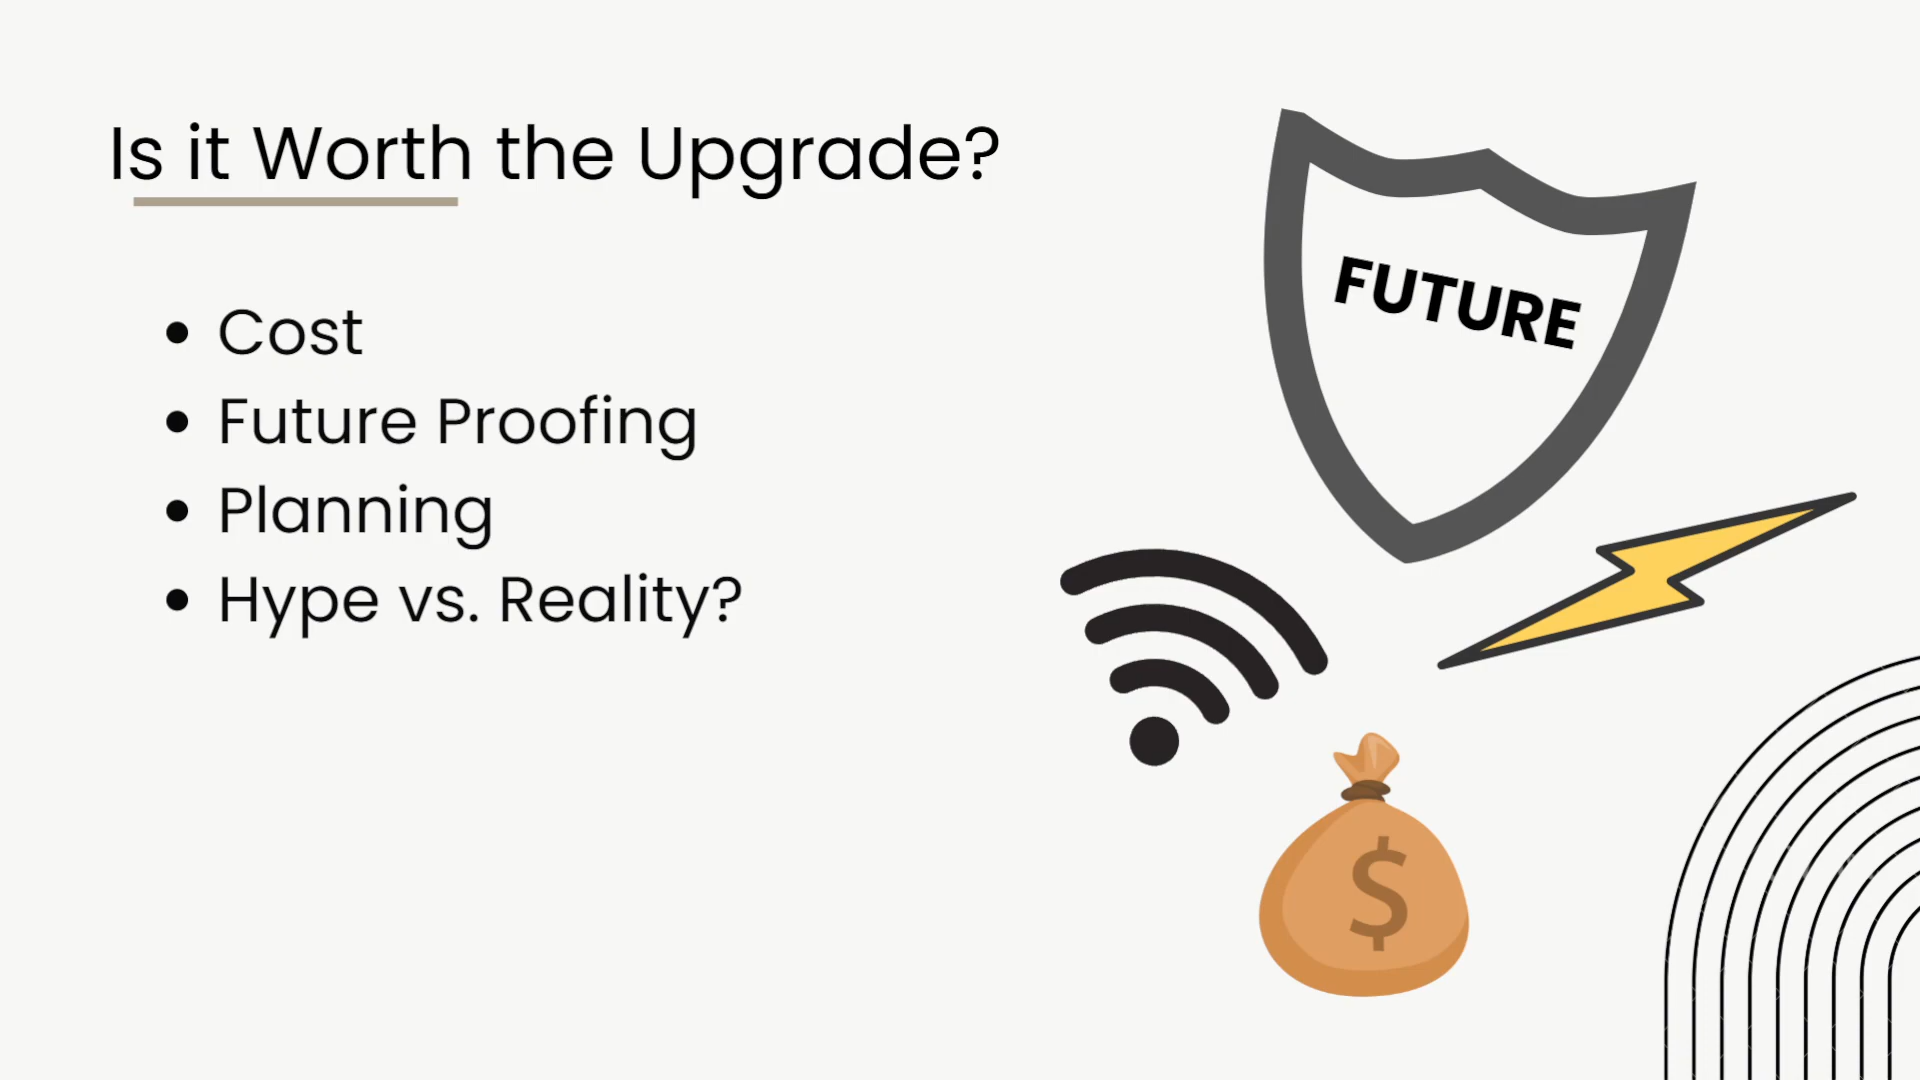 Is it Worth the Upgrade?
• Cost
• Future Proofing
• Planning
• Hype vs. Reality?
FUTURE
$